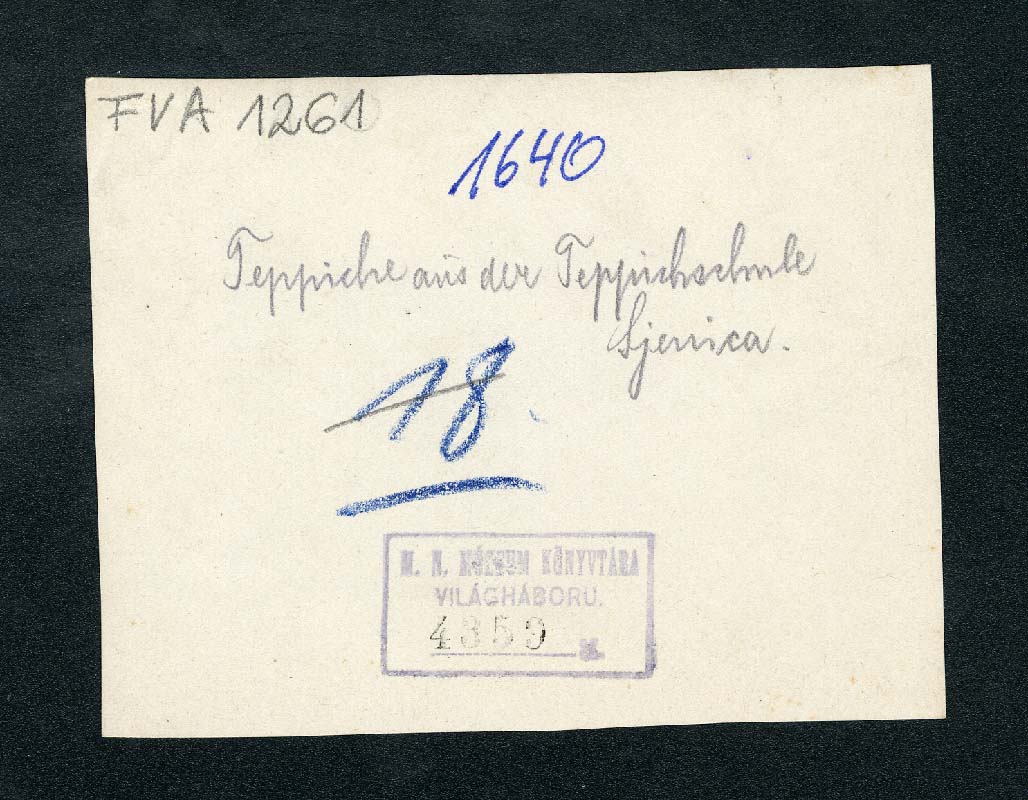 FVA 1261
1640
Teppiche aus der Teppichschule
Sjenica.
18
M. N. MÚZEUM KÖNYVTÁRA
VILÁGHÁBORU.
4359